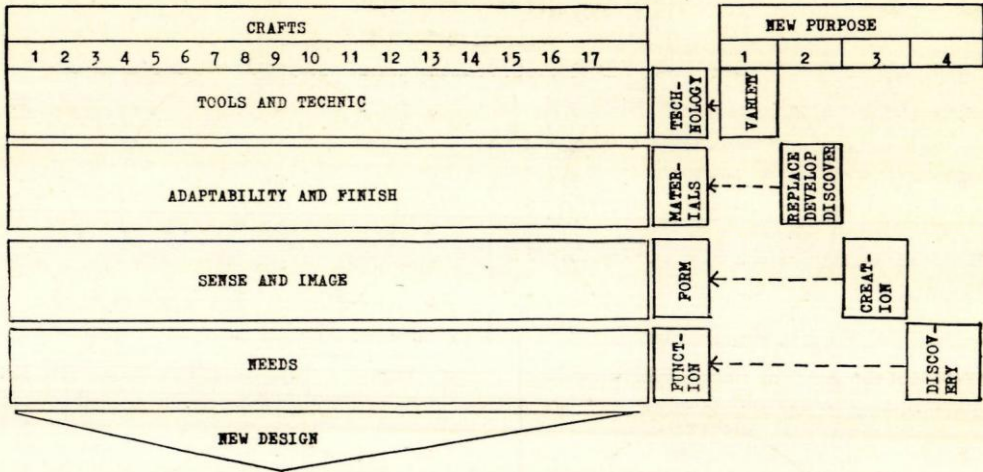 CRAFTS
NEW PURPOSE
1 2 3 4 5 6 7 8 9 10 11 12 13 14 15 16 17
1 2 3 4
TOOLS AND TECHNIC
TECH-
NOLOGY
VARIETY
ADAPTABILITY AND FINISH
MATER-
IALS
REPLACE
DEVELOP
DISCOVER
SENSE AND IMAGE
FORM
CREAT-
ION
NEEDS
FUNCT-
ION
DISCOV-
ERY
NEW DESIGN